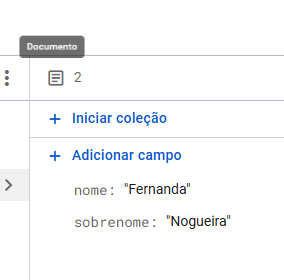 Documento
2
+ Iniciar coleção
+ Adicionar campo
nome: "Fernanda"
sobrenome: "Nogueira"